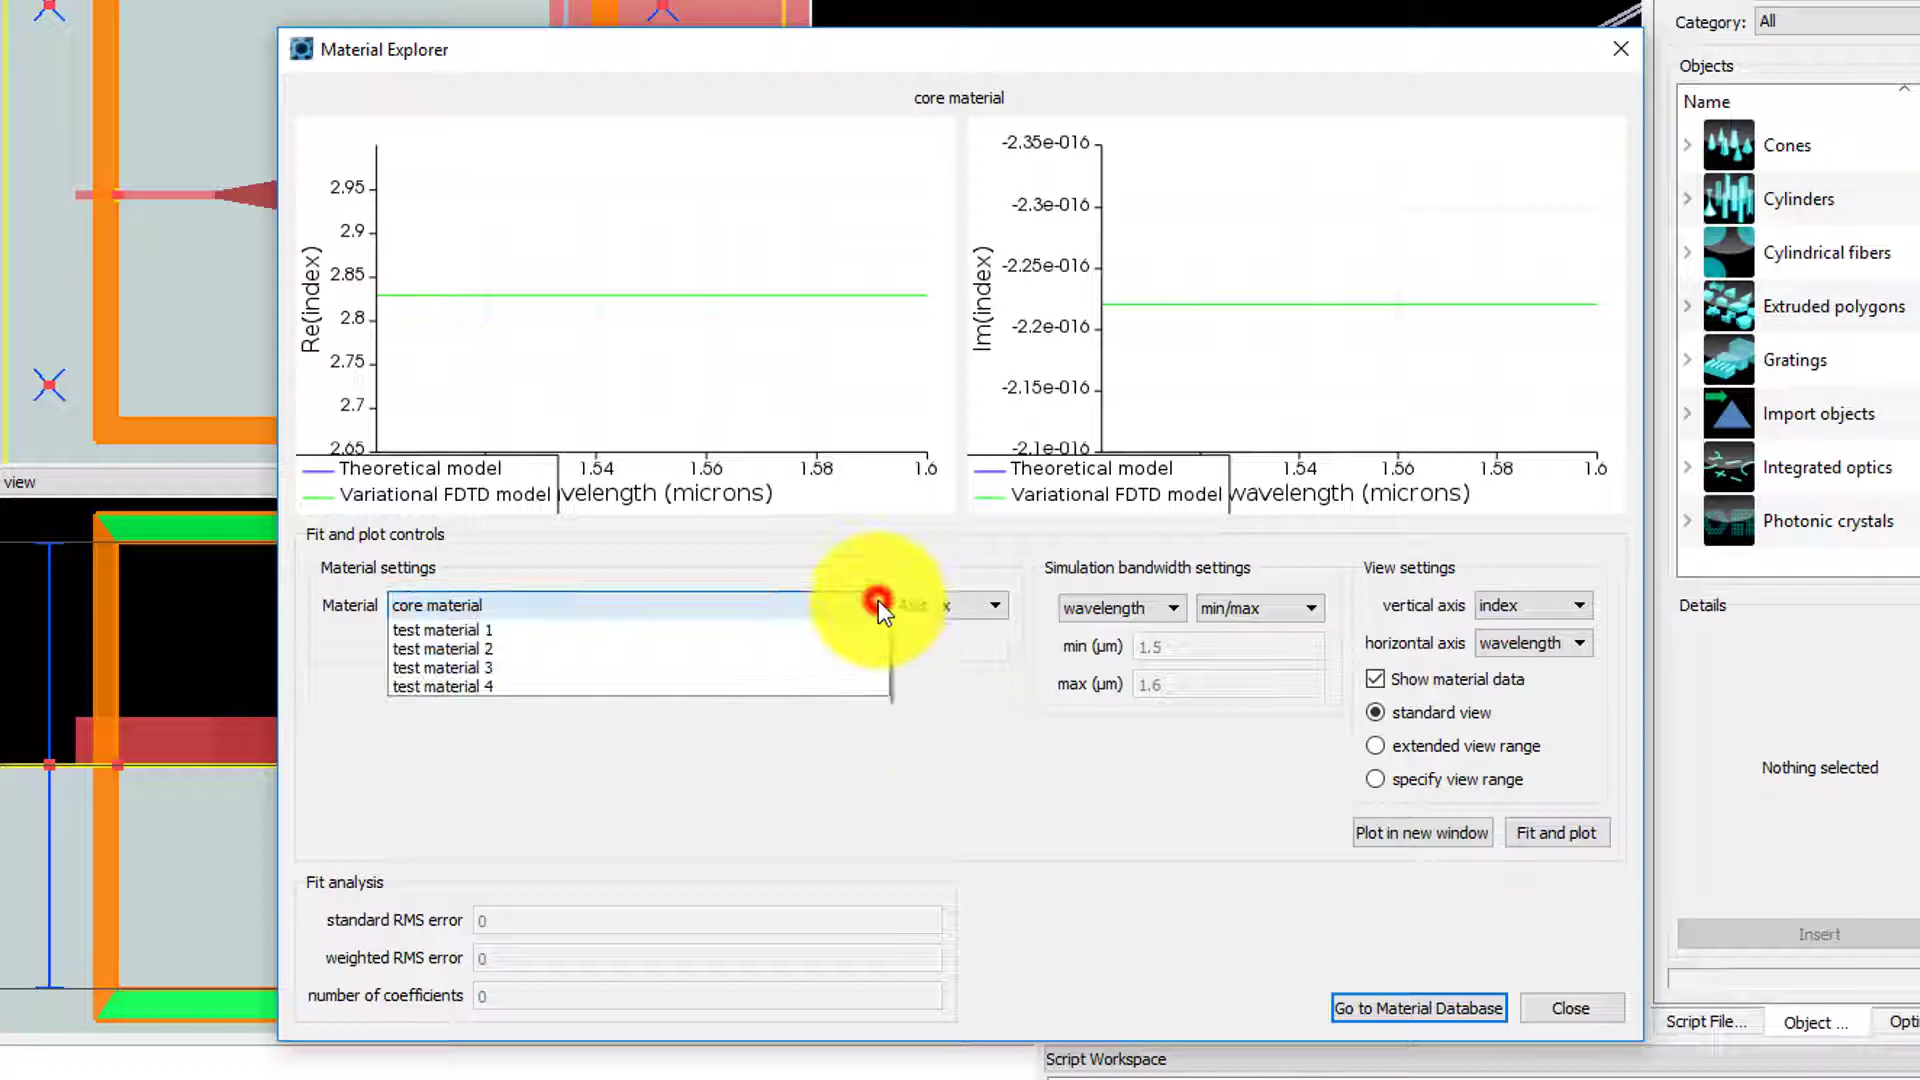 Material Explorer
core material
Re(index)
2.95
2.9
2.85
2.8
2.75
2.7
2.65
1.54
1.56
1.58
1.6
Theoretical model
Variational FDTD model
velength (microns)
Im(index)
-2.35e-016
-2.3e-016
-2.25e-016
-2.2e-016
-2.15e-016
-2.1e-016
1.54
1.56
1.58
1.6
Theoretical model
Variational FDTD model
wavelength (microns)
Fit and plot controls
Material settings
Material
core material
test material 1
test material 2
test material 3
test material 4
Axis
x
Simulation bandwidth settings
wavelength
min/max
min (µm)
1.5
max (µm)
1.6
View settings
vertical axis
index
horizontal axis
wavelength
Show material data
standard view
extended view range
specify view range
Plot in new window
Fit and plot
Fit analysis
standard RMS error
0
weighted RMS error
0
number of coefficients
0
Go to Material Database
Close
view
Category:
All
Objects
Name
Cones
Cylinders
Cylindrical fibers
Extruded polygons
Gratings
Import objects
Integrated optics
Photonic crystals
Details
Nothing selected
Insert
Script File...
Object ...
Opti
Script Workspace